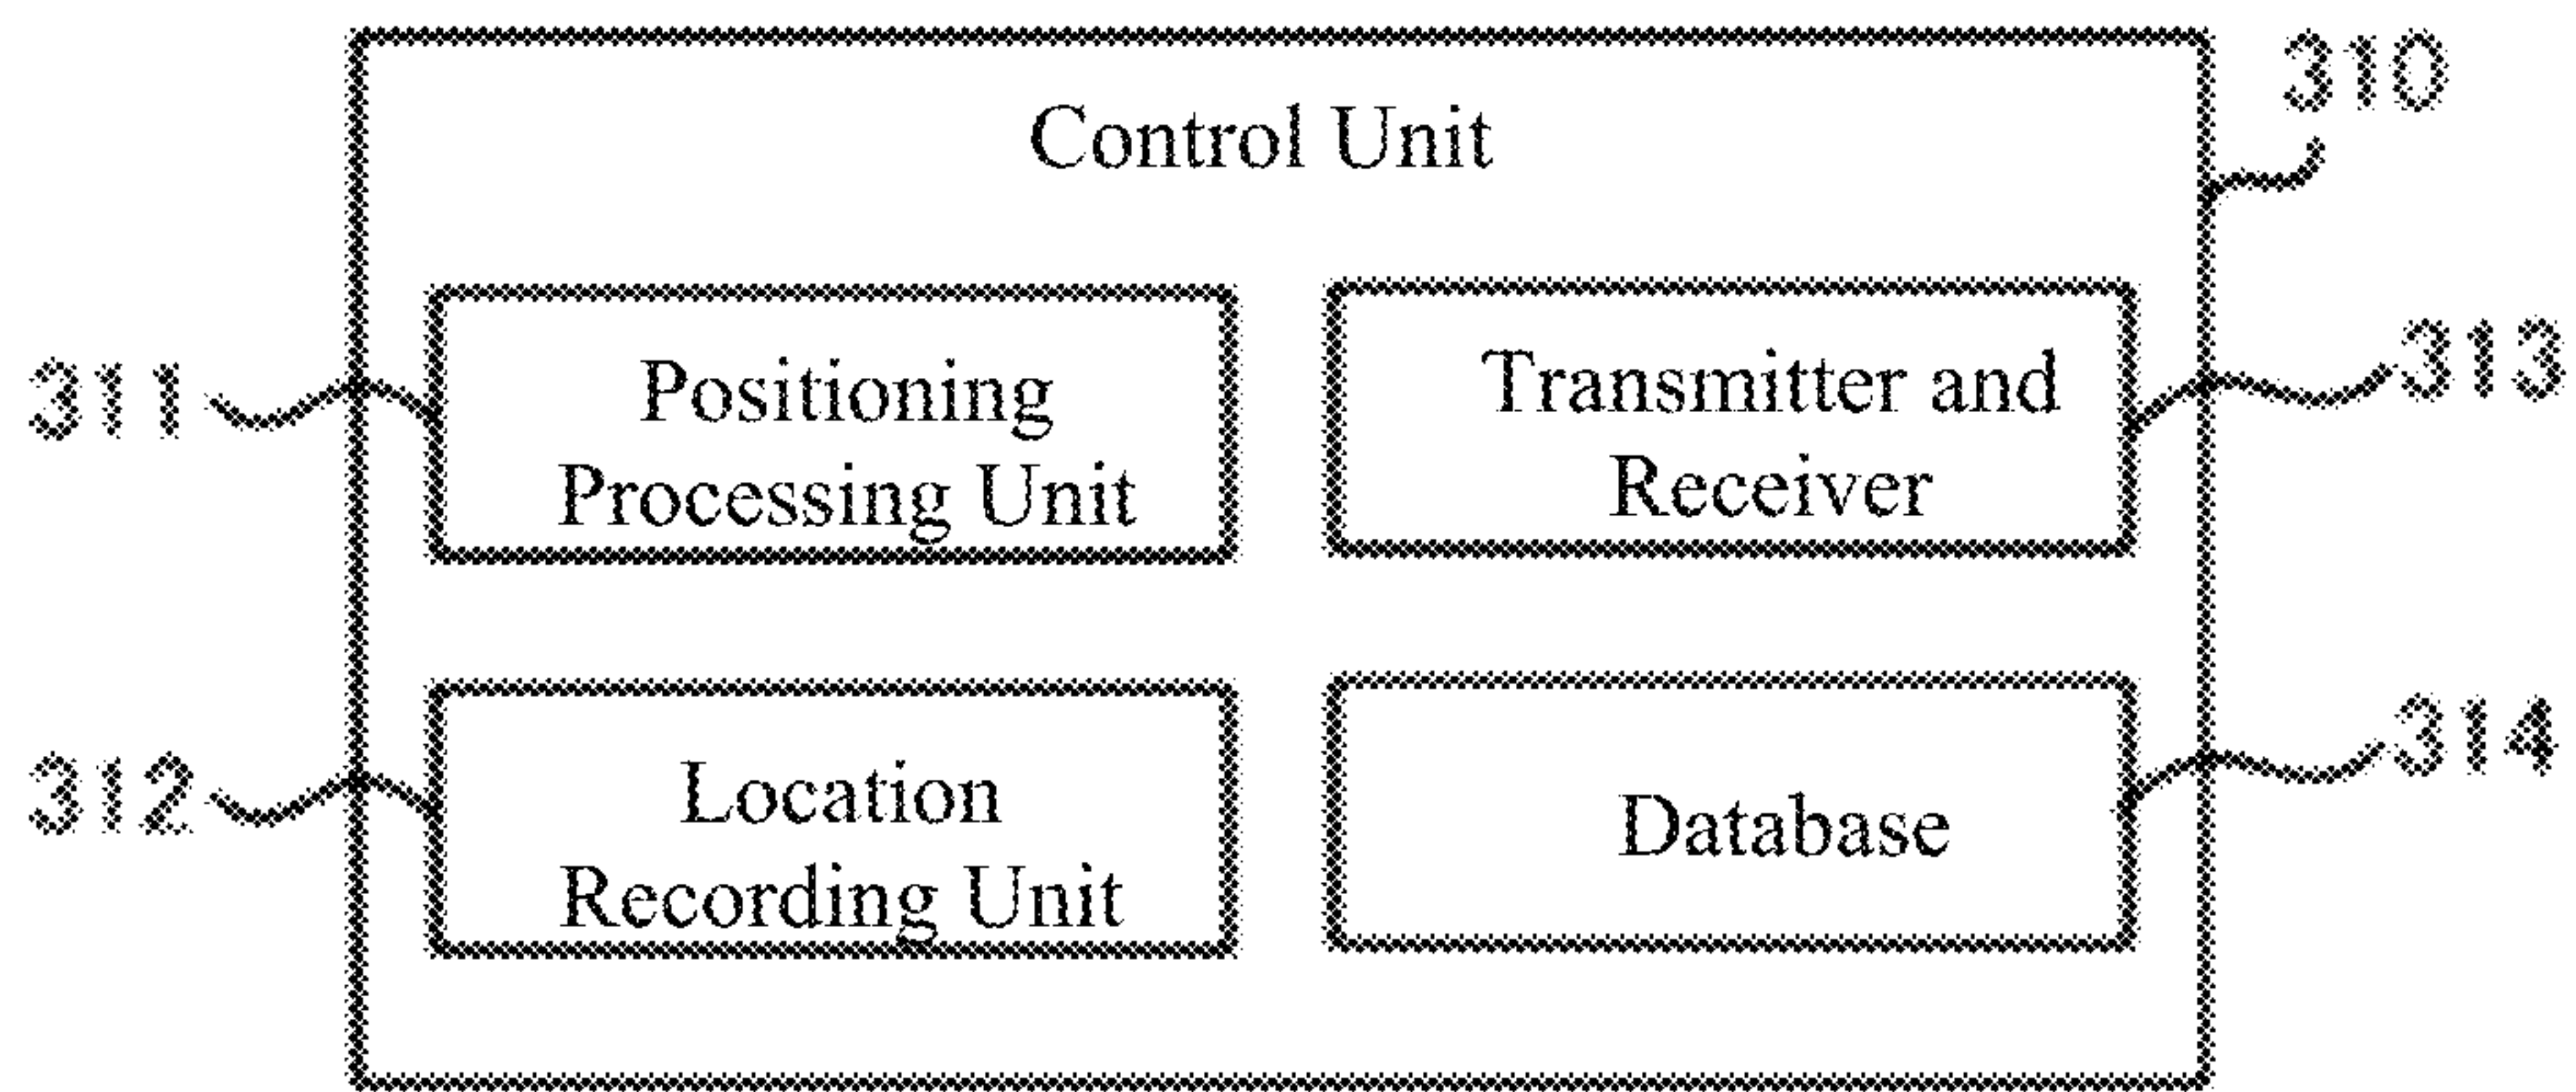 Control Unit
310
311
Positioning
Processing Unit
Transmitter and
Receiver
313
312
Location
Recording Unit
Database
314